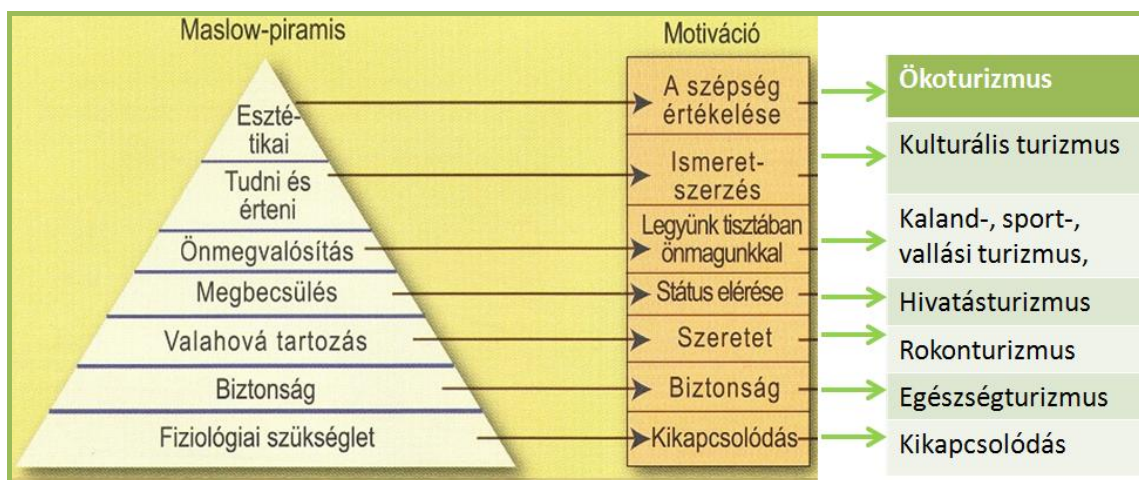 Maslow-piramis
Eszté-
tikai
Tudni és
érteni
Önmegvalósítás
Megbecsülés
Valahová tartozás
Biztonság
Fiziológiai szükséglet
Motiváció
A szépség
értékelése
Ismeret-
szerzés
Legyünk tisztában
önmagunkkal
Státus elérése
Szeretet
Biztonság
Kikapcsolódás
Ökoturizmus
Kulturális turizmus
Kaland-, sport-,
vallási turizmus,
Hivatásturizmus
Rokonturizmus
Egészségturizmus
Kikapcsolódás